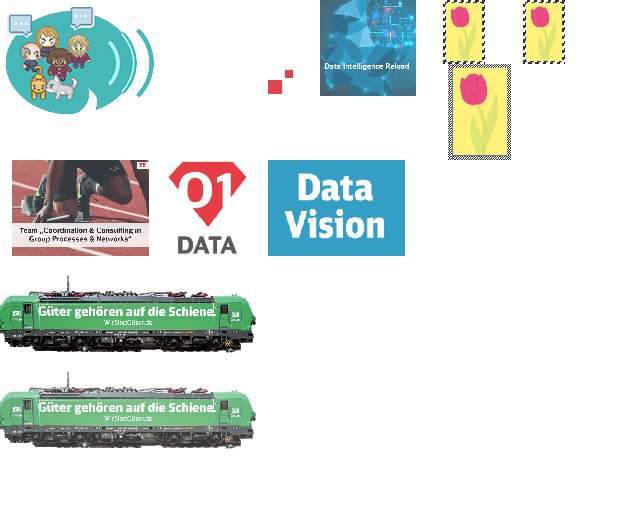 Data Intelligence Reload
Team „Coordination & Consulting in
Group Processes & Networks“
01
DATA
Data
Vision
Güter gehören auf die Schiene.
WirSindGüter.de
Güter gehören auf die Schiene.
WirSindGüter.de